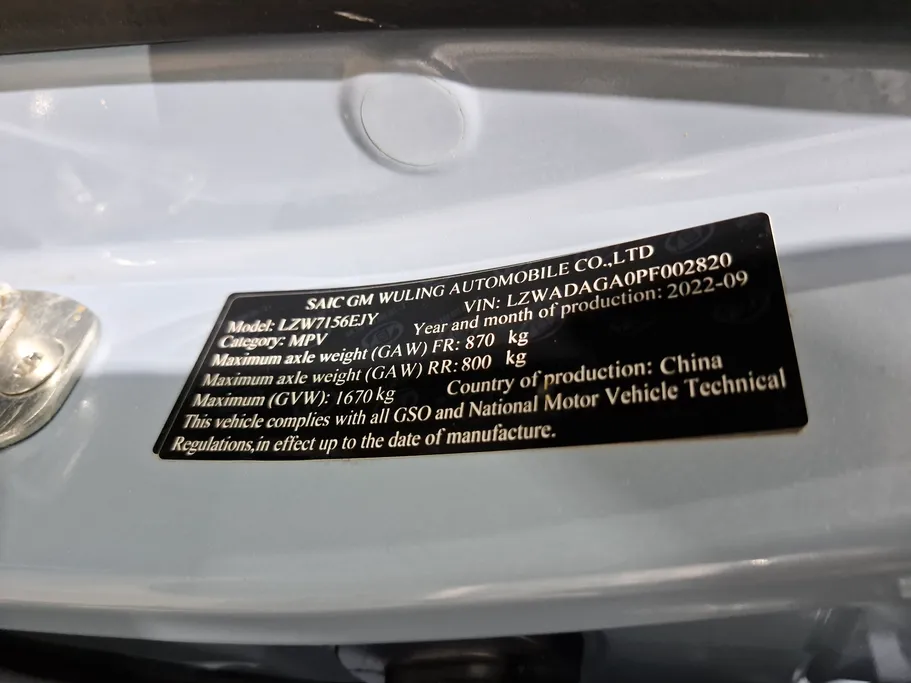 SAIC GM WULING AUTOMOBILE CO.,LTD
Model: LZW7156EJY VIN: LZWADAGA0PF002820
Category: MPV Year and month of production: 2022-09
Maximum axle weight (GAW) FR: 870 kg
Maximum axle weight (GAW) RR: 800 kg
Maximum (GVW): 1670 kg Country of production: China
This vehicle complies with all GSO and National Motor Vehicle Technical
Regulations,in effect up to the date of manufacture.